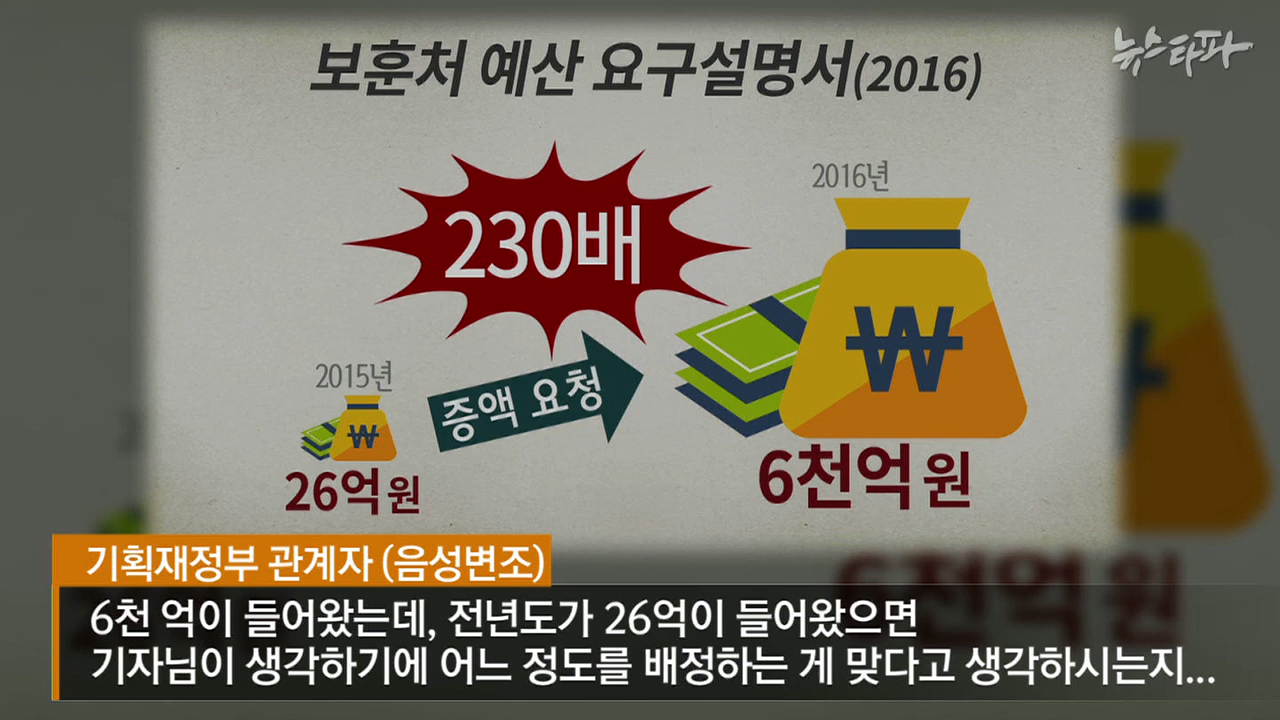 뉴스타파
보훈처 예산 요구설명서(2016)
230배
2016년
2015년
증액 요청
₩
₩
26억 원
6천억 원
기획재정부 관계자 (음성변조)
6천 억이 들어왔는데, 전년도가 26억이 들어왔으면
기자님이 생각하기에 어느 정도를 배정하는 게 맞다고 생각하시는지...